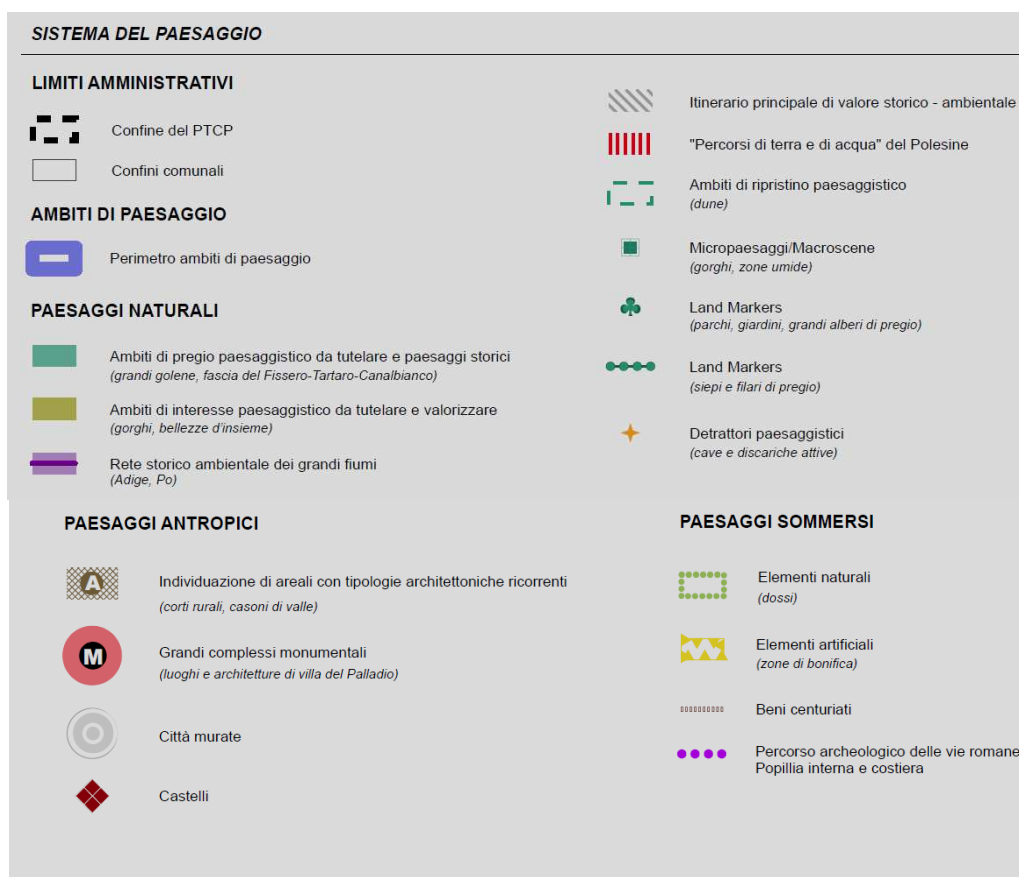 SISTEMA DEL PAESAGGIO
LIMITI AMMINISTRATIVI
Confine del PTCP
Confini comunali
AMBITI DI PAESAGGIO
Perimetro ambiti di paesaggio
PAESAGGI NATURALI
Ambiti di pregio paesaggistico da tutelare e paesaggi storici
(grandi golene, fascia del Fissero-Tartaro-Canalbianco)
Ambiti di interesse paesaggistico da tutelare e valorizzare
(gorghi, bellezze d'insieme)
Rete storico ambientale dei grandi fiumi
(Adige, Po)
Itinerario principale di valore storico - ambientale
"Percorsi di terra e di acqua" del Polesine
Ambiti di ripristino paesaggistico
(dune)
Micropaesaggi/Macroscene
(gorghi, zone umide)
Land Markers
(parchi, giardini, grandi alberi di pregio)
Land Markers
(siepi e filari di pregio)
Detrattori paesaggistici
(cave e discariche attive)
PAESAGGI ANTROPICI
A
Individuazione di areali con tipologie architettoniche ricorrenti
(corti rurali, casoni di valle)
M
Grandi complessi monumentali
(luoghi e architetture di villa del Palladio)
Città murate
Castelli
PAESAGGI SOMMERSI
Elementi naturali
(dossi)
Elementi artificiali
(zone di bonifica)
Beni centuriati
Percorso archeologico delle vie romane
Popillia interna e costiera